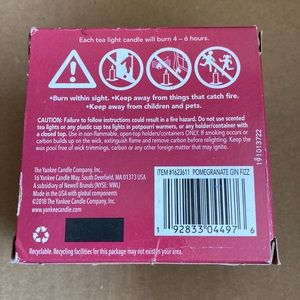 Each tea light candle will burn 4 – 6 hours.
•Burn within sight. •Keep away from things that catch fire.
•Keep away from children and pets.
CAUTION: Failure to follow instructions could result in a fire hazard. Do not use scented
tea lights or any plastic cup tea lights in potpourri warmers, or any holder/container with
a closed top. Use in non-flammable, open-top holders/containers ONLY. If smoking occurs or
carbon builds up on the wick, extinguish flame and remove carbon before relighting. Keep the
wax pool free of wick trimmings, carbon or any other foreign matter that may ignite.
191013722
The Yankee Candle Company, Inc.
16 Yankee Candle Way, South Deerfield, MA 01373 USA
A subsidiary of Newell Brands (NYSE: NWL)
Made in the USA with global components
©2018 The Yankee Candle Company, Inc.
www.yankeecandle.com
ITEM #1623611 POMEGRANATE GIN FIZZ
1 92833 04497 6
Recyclable. Recycling facilities for this package may not exist in your area.